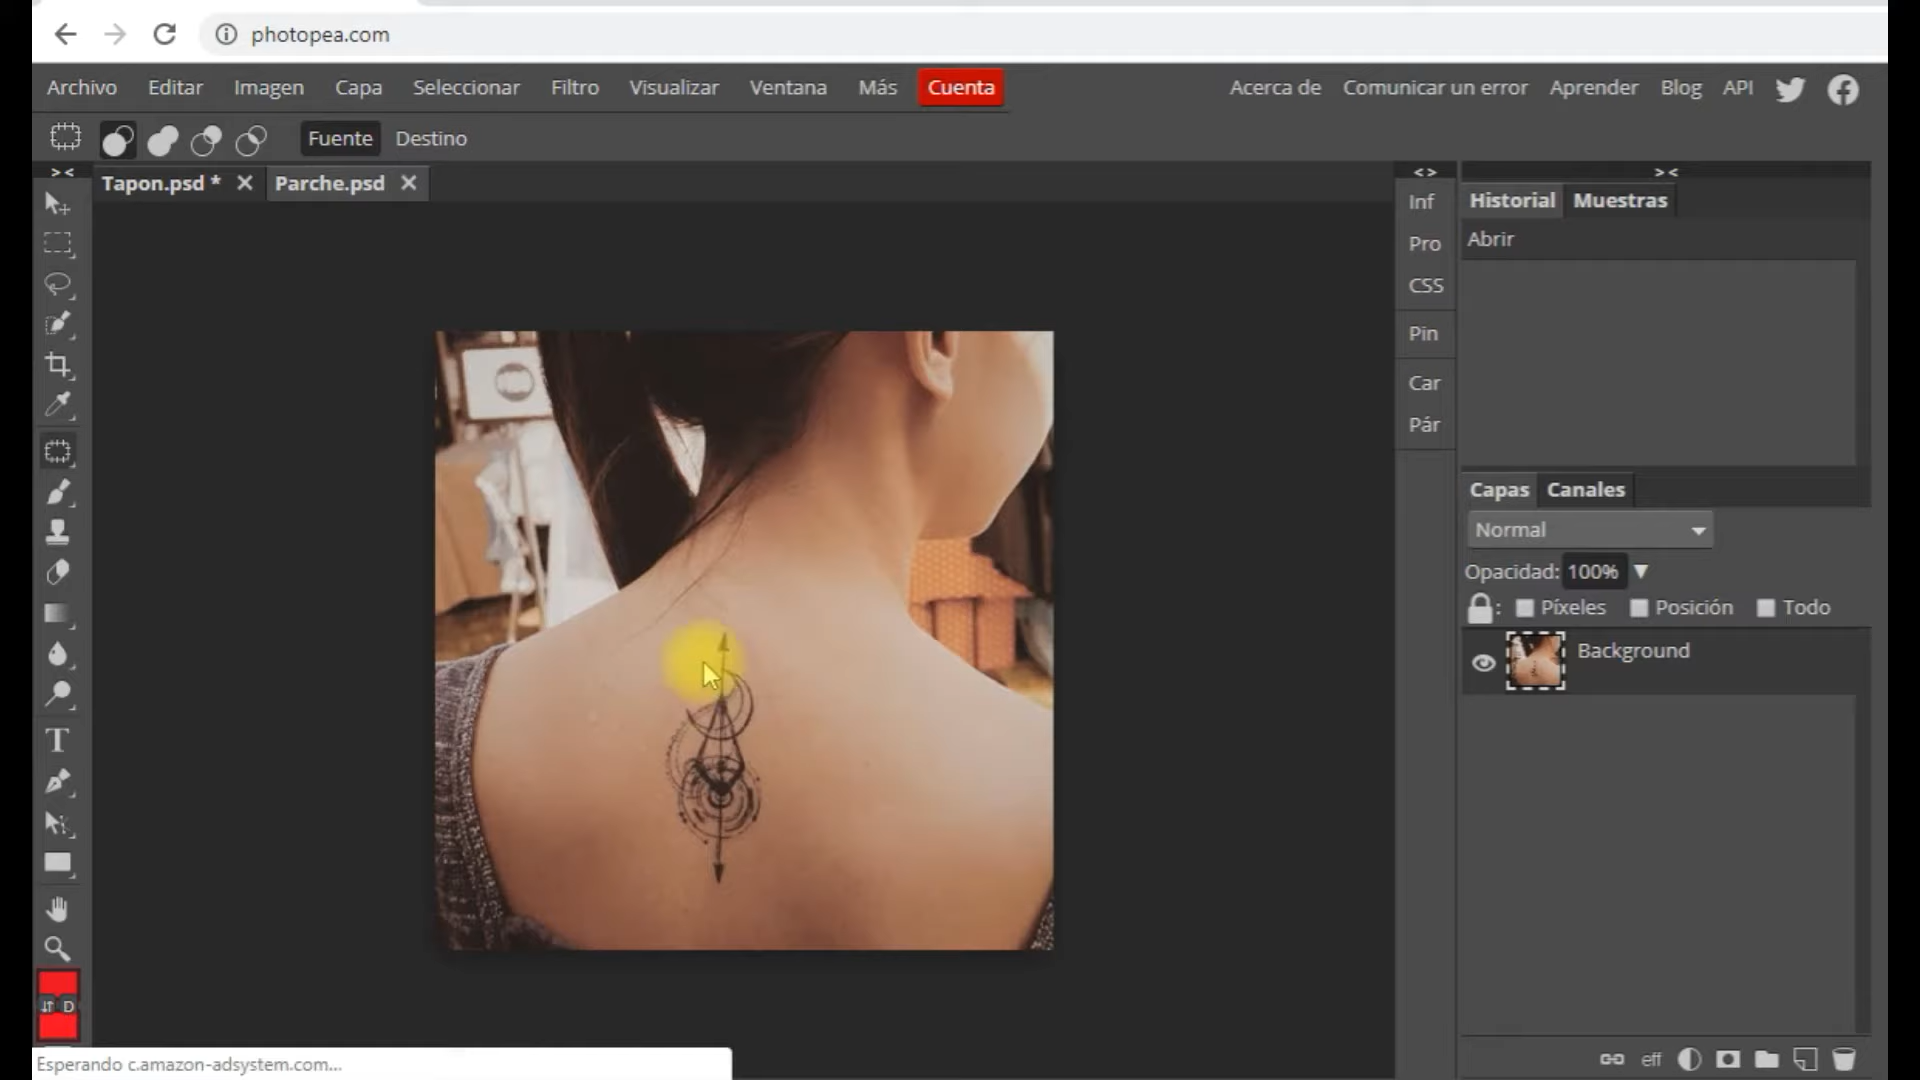 photopea.com
Archivo Editar Imagen Capa Seleccionar Filtro Visualizar Ventana Más Cuenta Acerca de Comunicar un error Aprender Blog API
Fuente Destino
> <
Tapon.psd * Parche.psd
< >
> <
Inf
Pro
CSS
Pin
Car
Pár
Historial Muestras
Abrir
Capas Canales
Normal
Opacidad: 100%
: Píxeles Posición Todo
Background
T
D
Esperando c.amazon-adsystem.com...
eff